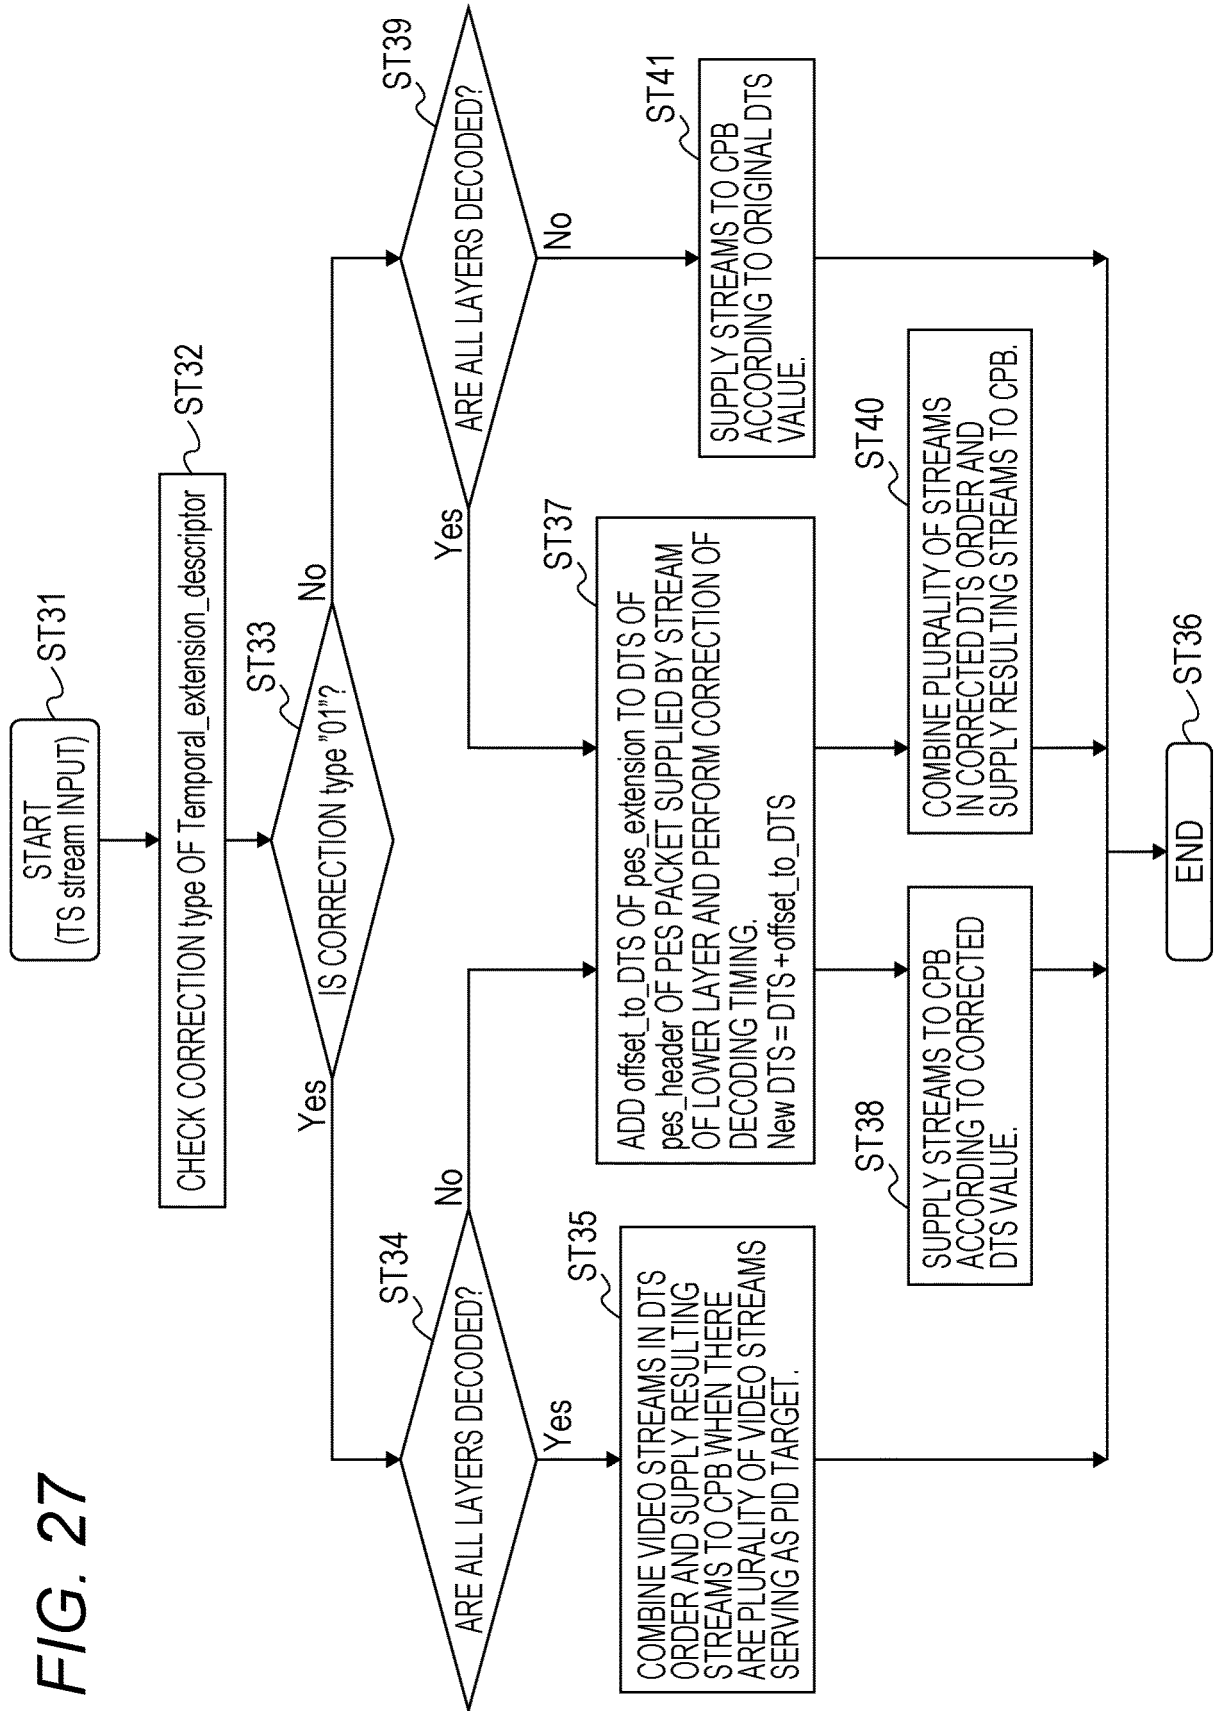 FIG. 27
START
(TS stream INPUT)
ST31
CHECK CORRECTION type OF Temporal_extension_descriptor
ST32
IS CORRECTION type "01"?
ST33
Yes
No
ARE ALL LAYERS DECODED?
ST34
No
Yes
ARE ALL LAYERS DECODED?
ST39
Yes
No
COMBINE VIDEO STREAMS IN DTS
ORDER AND SUPPLY RESULTING
STREAMS TO CPB WHEN THERE
ARE PLURALITY OF VIDEO STREAMS
SERVING AS PID TARGET.
ST35
ADD offset_to_DTS OF pes_extension TO DTS OF
pes_header OF PES PACKET SUPPLIED BY STREAM
OF LOWER LAYER AND PERFORM CORRECTION OF
DECODING TIMING.
New DTS = DTS + offset_to_DTS
ST37
SUPPLY STREAMS TO CPB
ACCORDING TO ORIGINAL DTS
VALUE.
ST41
SUPPLY STREAMS TO CPB
ACCORDING TO CORRECTED
DTS VALUE.
ST38
COMBINE PLURALITY OF STREAMS
IN CORRECTED DTS ORDER AND
SUPPLY RESULTING STREAMS TO CPB.
ST40
END
ST36